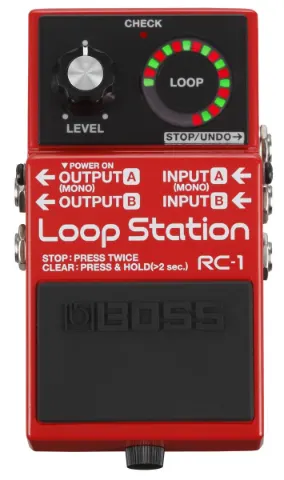 CHECK
LOOP
LEVEL
STOP/UNDO→
▼POWER ON
←OUTPUT A
(MONO)
INPUT A←
(MONO)
←OUTPUT B
INPUT B←
Loop Station
STOP: PRESS TWICE
CLEAR: PRESS & HOLD(>2 sec.)
RC-1
BOSS